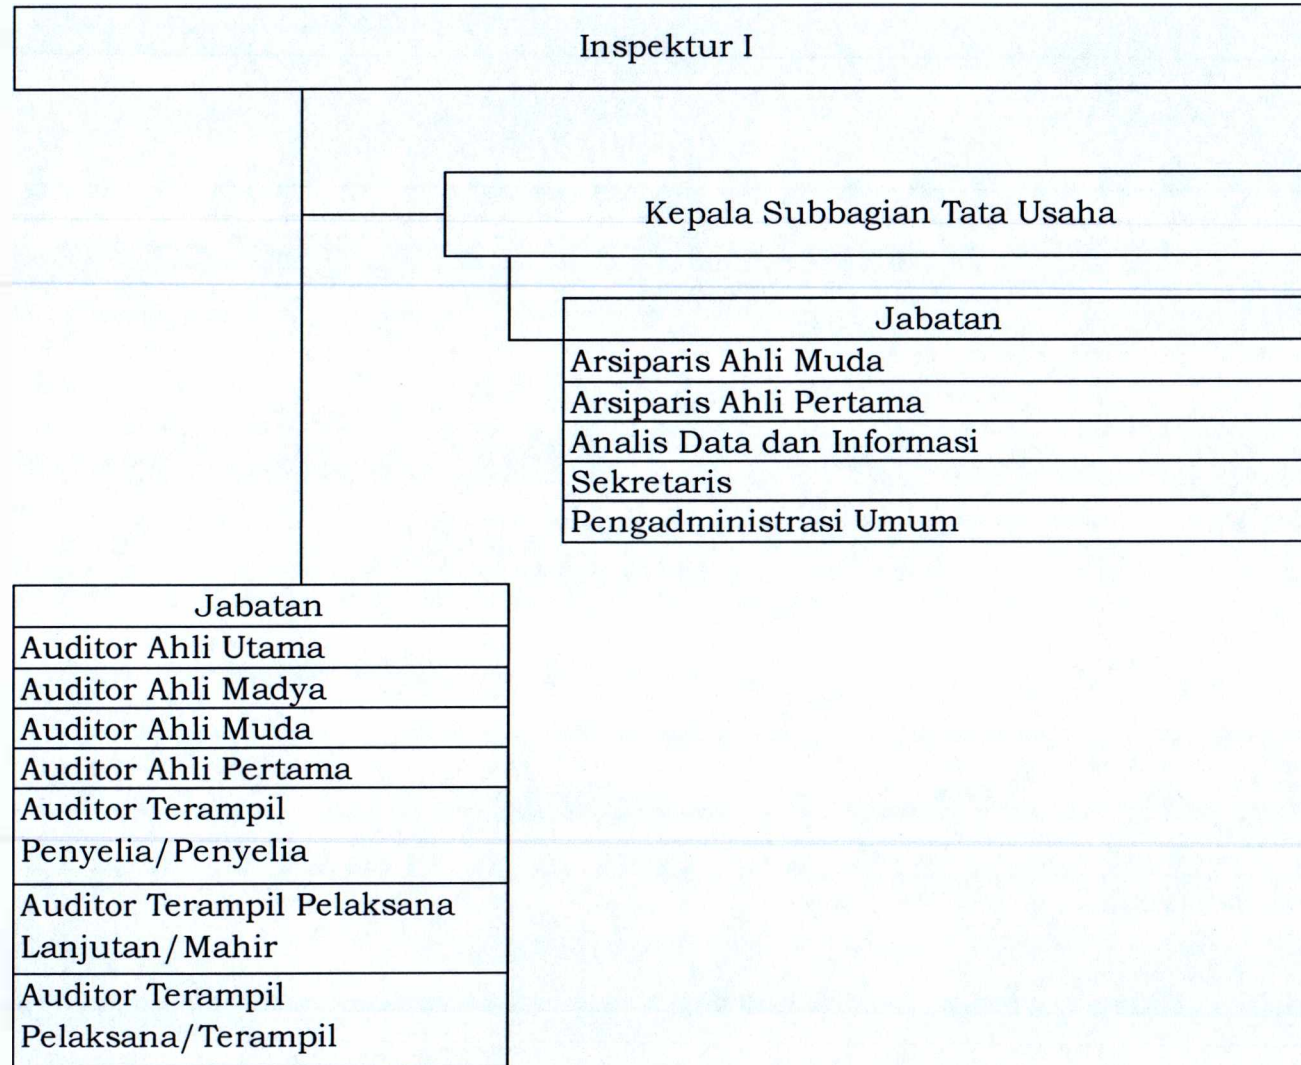 Inspektur I
Kepala Subbagian Tata Usaha
Jabatan
Arsiparis Ahli Muda
Arsiparis Ahli Pertama
Analis Data dan Informasi
Sekretaris
Pengadministrasi Umum
Jabatan
Auditor Ahli Utama
Auditor Ahli Madya
Auditor Ahli Muda
Auditor Ahli Pertama
Auditor Terampil
Penyelia/Penyelia
Auditor Terampil Pelaksana
Lanjutan/Mahir
Auditor Terampil
Pelaksana/Terampil